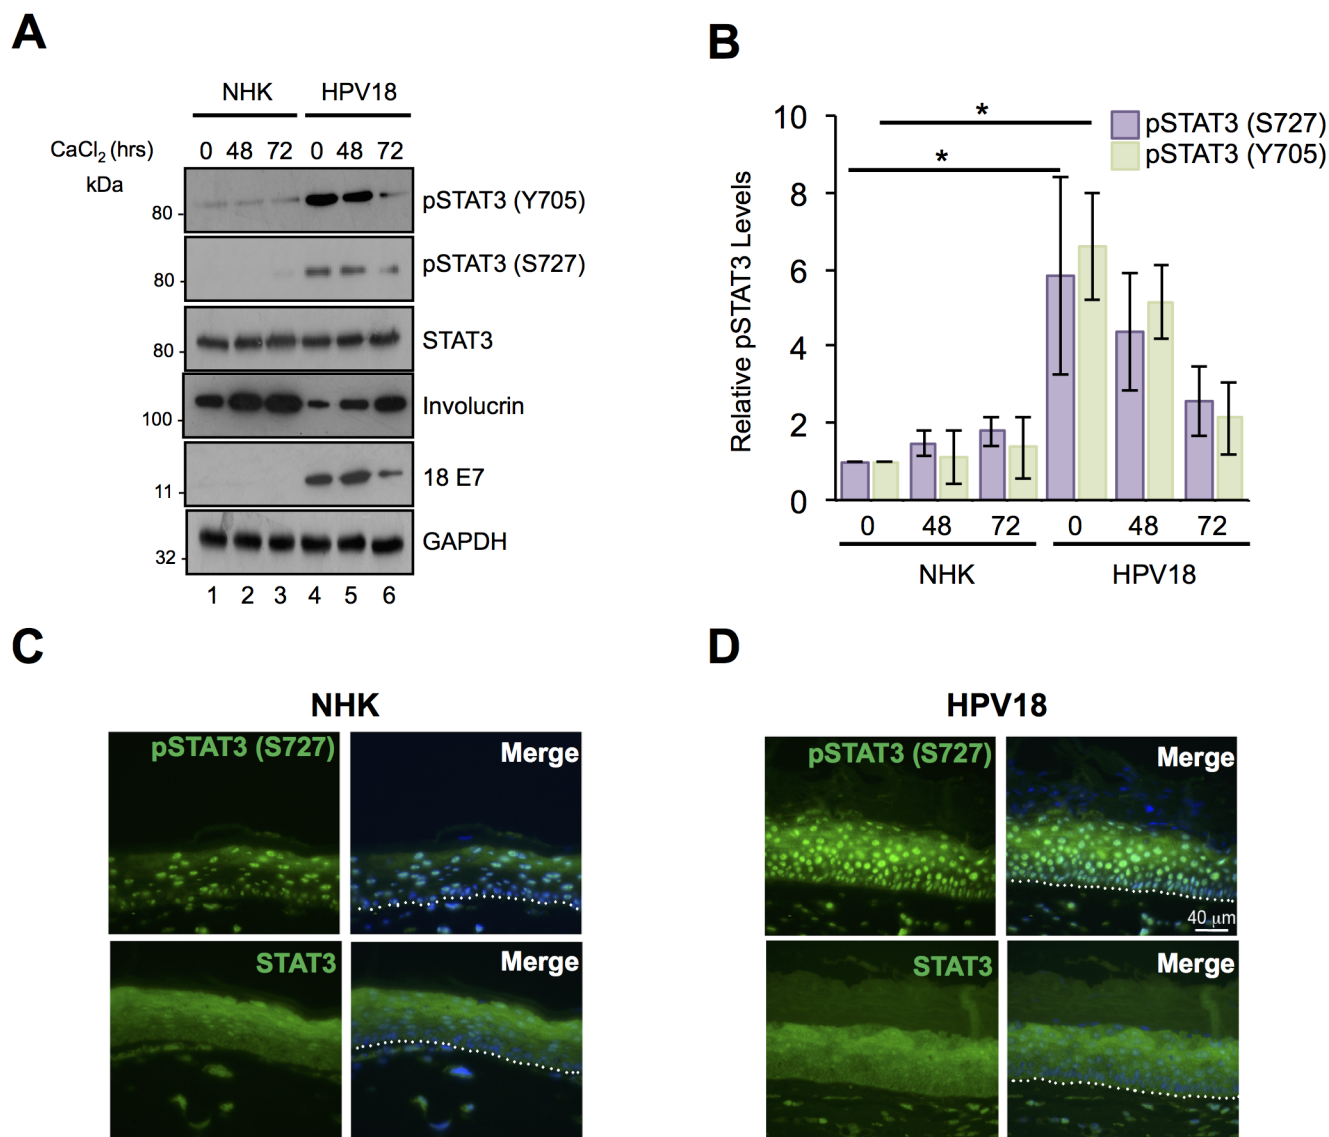 A
NHK HPV18
CaCl2 (hrs) 0 48 72 0 48 72
kDa
80 pSTAT3 (Y705)
80 pSTAT3 (S727)
80 STAT3
100 Involucrin
11 18 E7
32 GAPDH
1 2 3 4 5 6
B
Relative pSTAT3 Levels
10
8
6
4
2
0
* *
pSTAT3 (S727)
pSTAT3 (Y705)
0 48 72 0 48 72
NHK HPV18
C
NHK
pSTAT3 (S727) Merge
STAT3 Merge
D
HPV18
pSTAT3 (S727) Merge
40 μm
STAT3 Merge